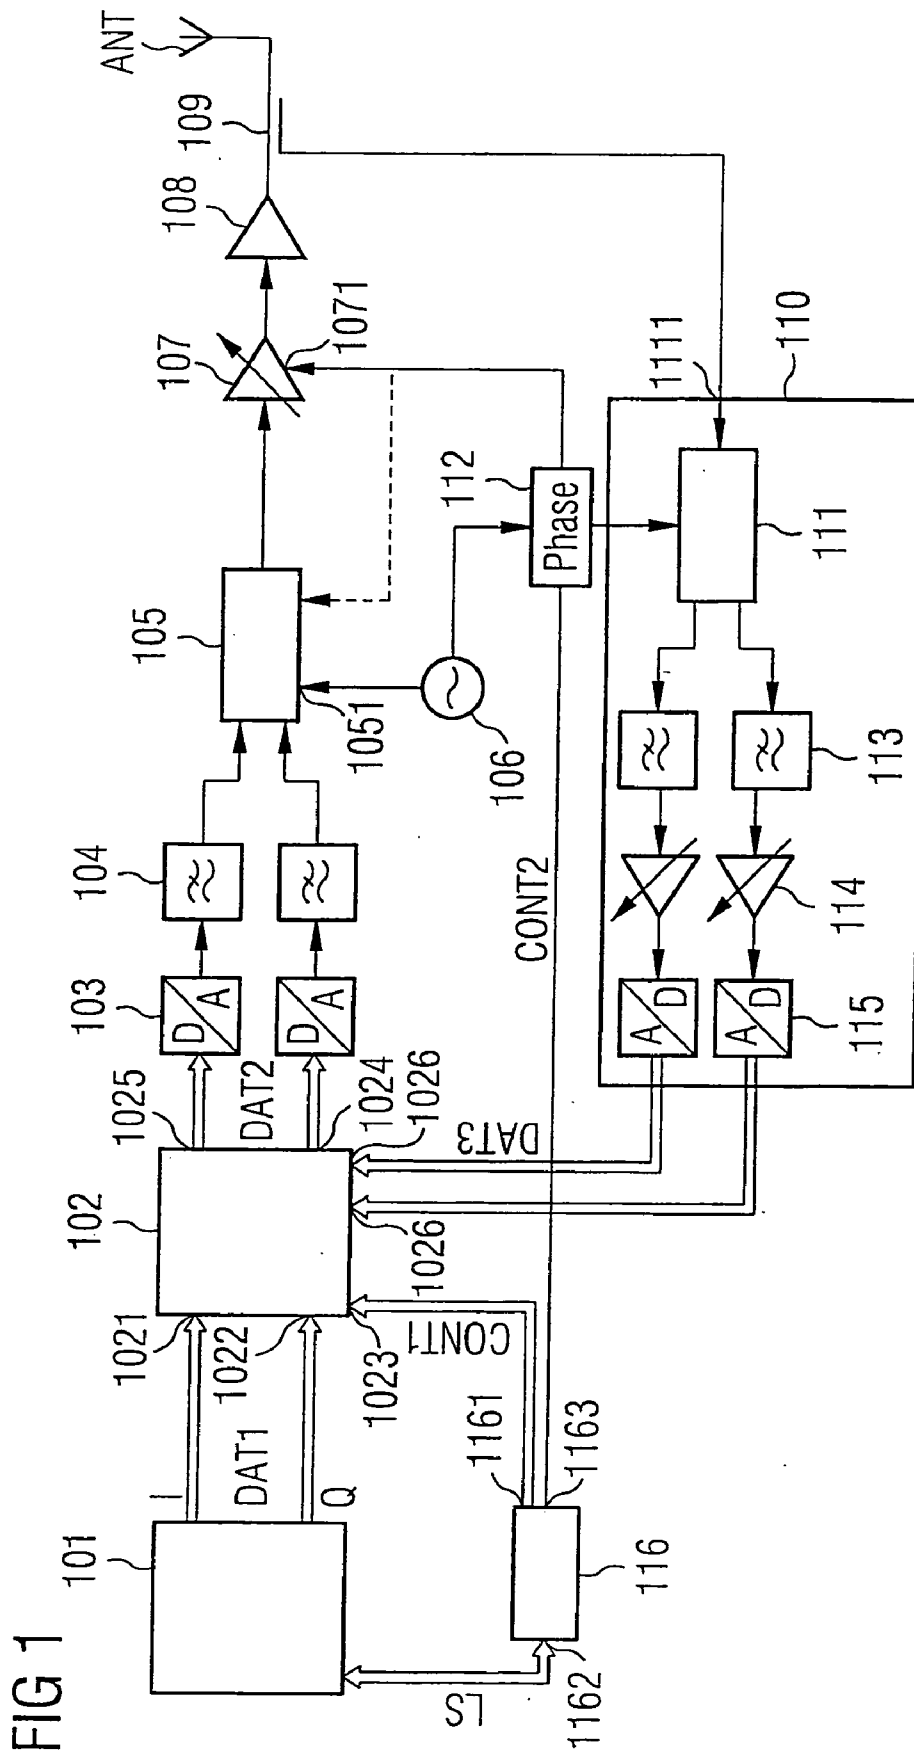 FIG 1
101
I
DAT1
Q
LS
1162
116
1161
1163
CONT1
CONT2
1021
1022
1023
102
1026
1026
1025
DAT2
1024
DAT3
103
D
A
D
A
104
105
1051
106
107
1071
108
109
ANT
112
Phase
1111
110
111
113
114
A
D
A
D
115